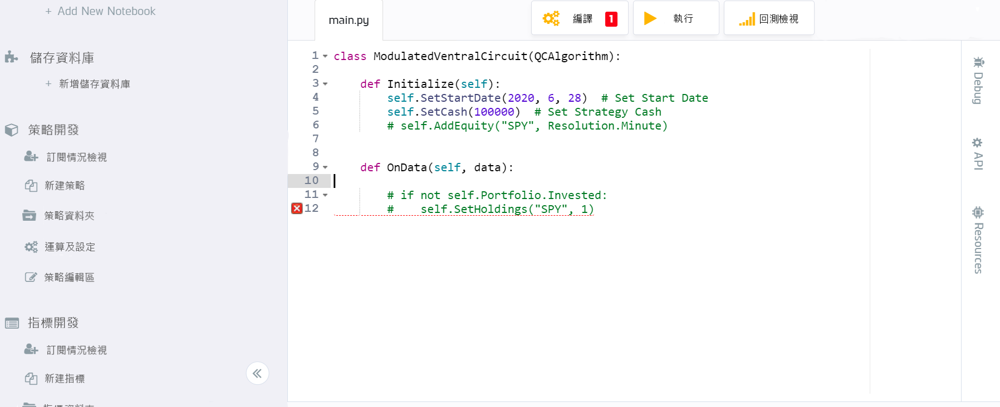 + Add New Notebook
儲存資料庫
+ 新增儲存資料庫
策略開發
訂閱情況檢視
新建策略
策略資料夾
運算及設定
策略編輯區
指標開發
訂閱情況檢視
新建指標
指標資料夾
main.py
編譯 1
執行
回測檢視
1 class ModulatedVentralCircuit(QCAlgorithm):
2
3     def Initialize(self):
4         self.SetStartDate(2020, 6, 28)  # Set Start Date
5         self.SetCash(100000)  # Set Strategy Cash
6         # self.AddEquity("SPY", Resolution.Minute)
7
8
9     def OnData(self, data):
10
11         # if not self.Portfolio.Invested:
12         #    self.SetHoldings("SPY", 1)
Debug
API
Resources